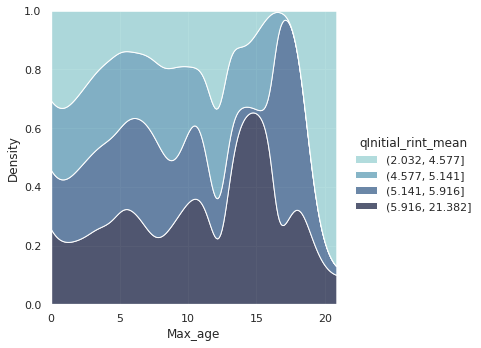 1.0
0.8
0.6
0.4
0.2
0.0
Density
0 5 10 15 20
Max_age
qInitial_rint_mean
(2.032, 4.577]
(4.577, 5.141]
(5.141, 5.916]
(5.916, 21.382]